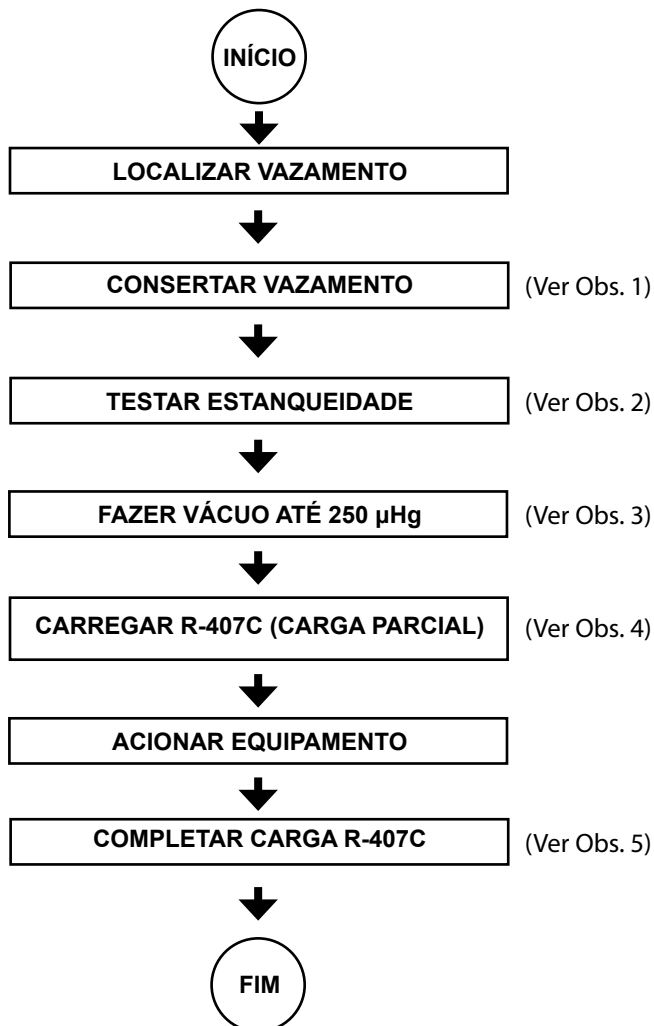 INÍCIO
LOCALIZAR VAZAMENTO
CONSERTAR VAZAMENTO (Ver Obs. 1)
TESTAR ESTANQUEIDADE (Ver Obs. 2)
FAZER VÁCUO ATÉ 250 µHg (Ver Obs. 3)
CARREGAR R-407C (CARGA PARCIAL) (Ver Obs. 4)
ACIONAR EQUIPAMENTO
COMPLETAR CARGA R-407C (Ver Obs. 5)
FIM